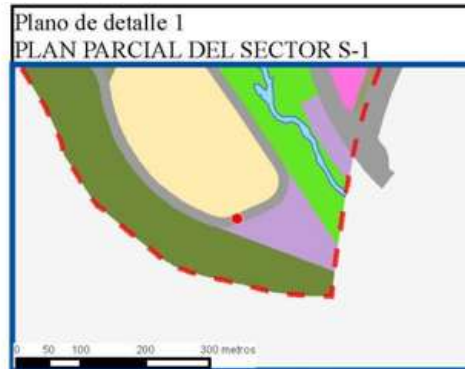 Plano de detalle 1
PLAN PARCIAL DEL SECTOR S-1
0 50 100 200 300 metros